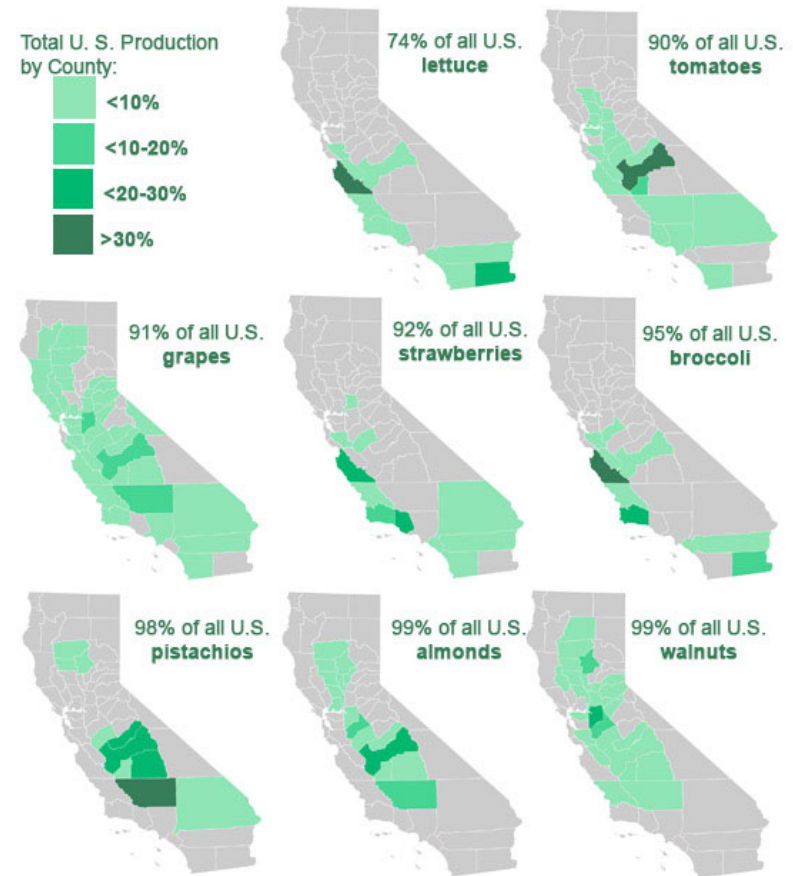 Total U. S. Production
by County:
<10%
<10-20%
<20-30%
>30%
74% of all U.S.
lettuce
90% of all U.S.
tomatoes
91% of all U.S.
grapes
92% of all U.S.
strawberries
95% of all U.S.
broccoli
98% of all U.S.
pistachios
99% of all U.S.
almonds
99% of all U.S.
walnuts